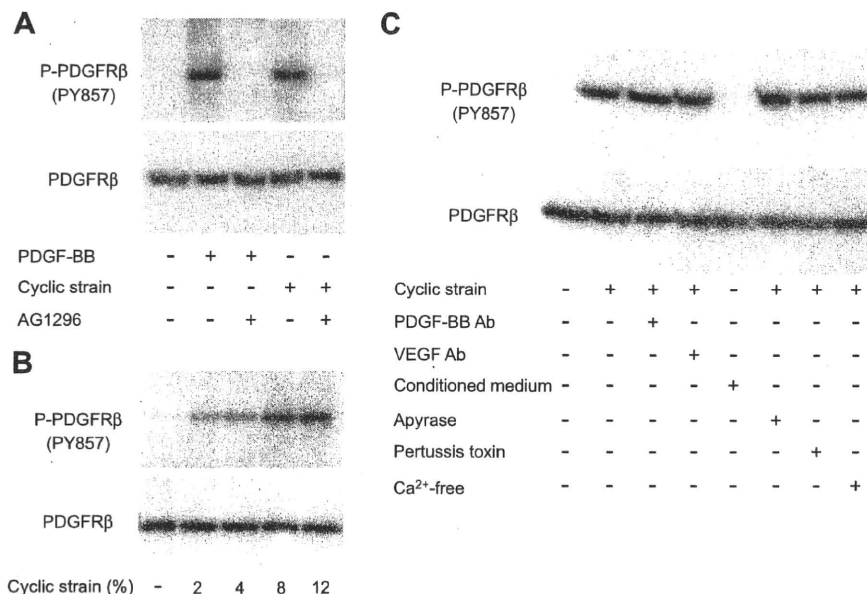 A
P-PDGFRβ
(PY857)
PDGFRβ
PDGF-BB - + + - -
Cyclic strain - - - + +
AG1296 - - + - +
B
P-PDGFRβ
(PY857)
PDGFRβ
Cyclic strain (%) - 2 4 8 12
C
P-PDGFRβ
(PY857)
PDGFRβ
Cyclic strain - + + + - + + +
PDGF-BB Ab - - + - - - - -
VEGF Ab - - - + - - - -
Conditioned medium - - - - + - - -
Apyrase - - - - - + - -
Pertussis toxin - - - - - - + -
Ca²⁺-free - - - - - - - +